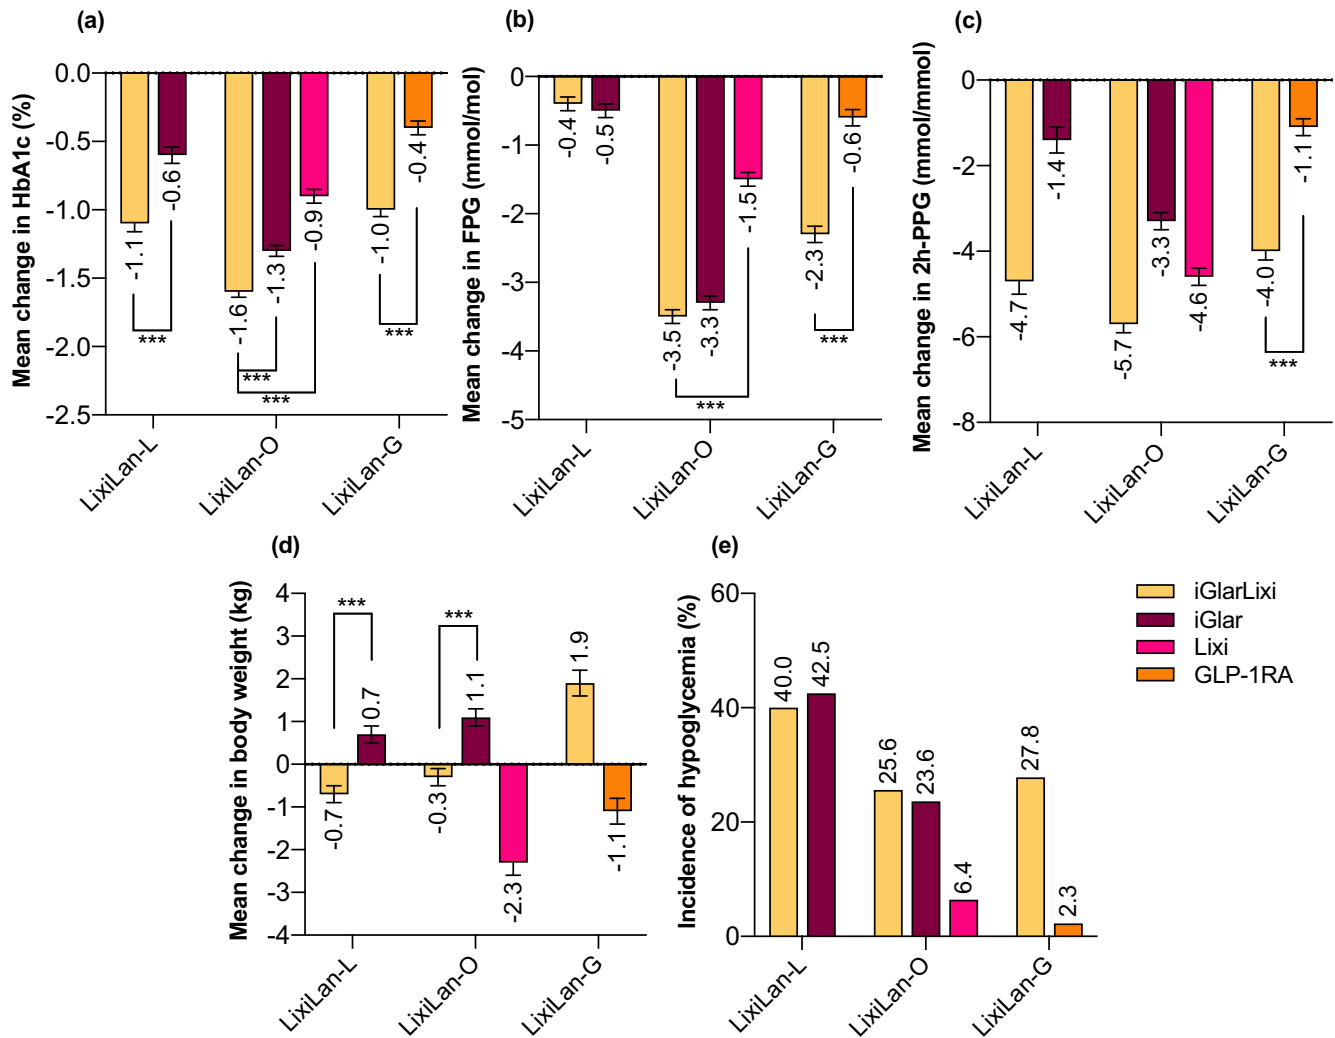 (a)
Mean change in HbA1c (%)
0.0
-0.5
-1.0
-1.5
-2.0
-2.5
-1.1
-0.6
-1.6
-1.3
-0.9
-1.0
-0.4
***
***
***
***
LixiLan-L
LixiLan-O
LixiLan-G
(b)
Mean change in FPG (mmol/mol)
0
-1
-2
-3
-4
-5
-0.4
-0.5
-3.5
-3.3
-1.5
-2.3
-0.6
***
***
LixiLan-L
LixiLan-O
LixiLan-G
(c)
Mean change in 2h-PPG (mmol/mmol)
0
-2
-4
-6
-8
-4.7
-1.4
-5.7
-3.3
-4.6
-4.0
-1.1
***
LixiLan-L
LixiLan-O
LixiLan-G
(d)
Mean change in body weight (kg)
4
3
2
1
0
-1
-2
-3
-4
***
***
-0.7
0.7
-0.3
1.1
-2.3
1.9
-1.1
LixiLan-L
LixiLan-O
LixiLan-G
(e)
Incidence of hypoglycemia (%)
60
40
20
0
40.0
42.5
25.6
23.6
6.4
27.8
2.3
LixiLan-L
LixiLan-O
LixiLan-G
iGlarLixi
iGlar
Lixi
GLP-1RA